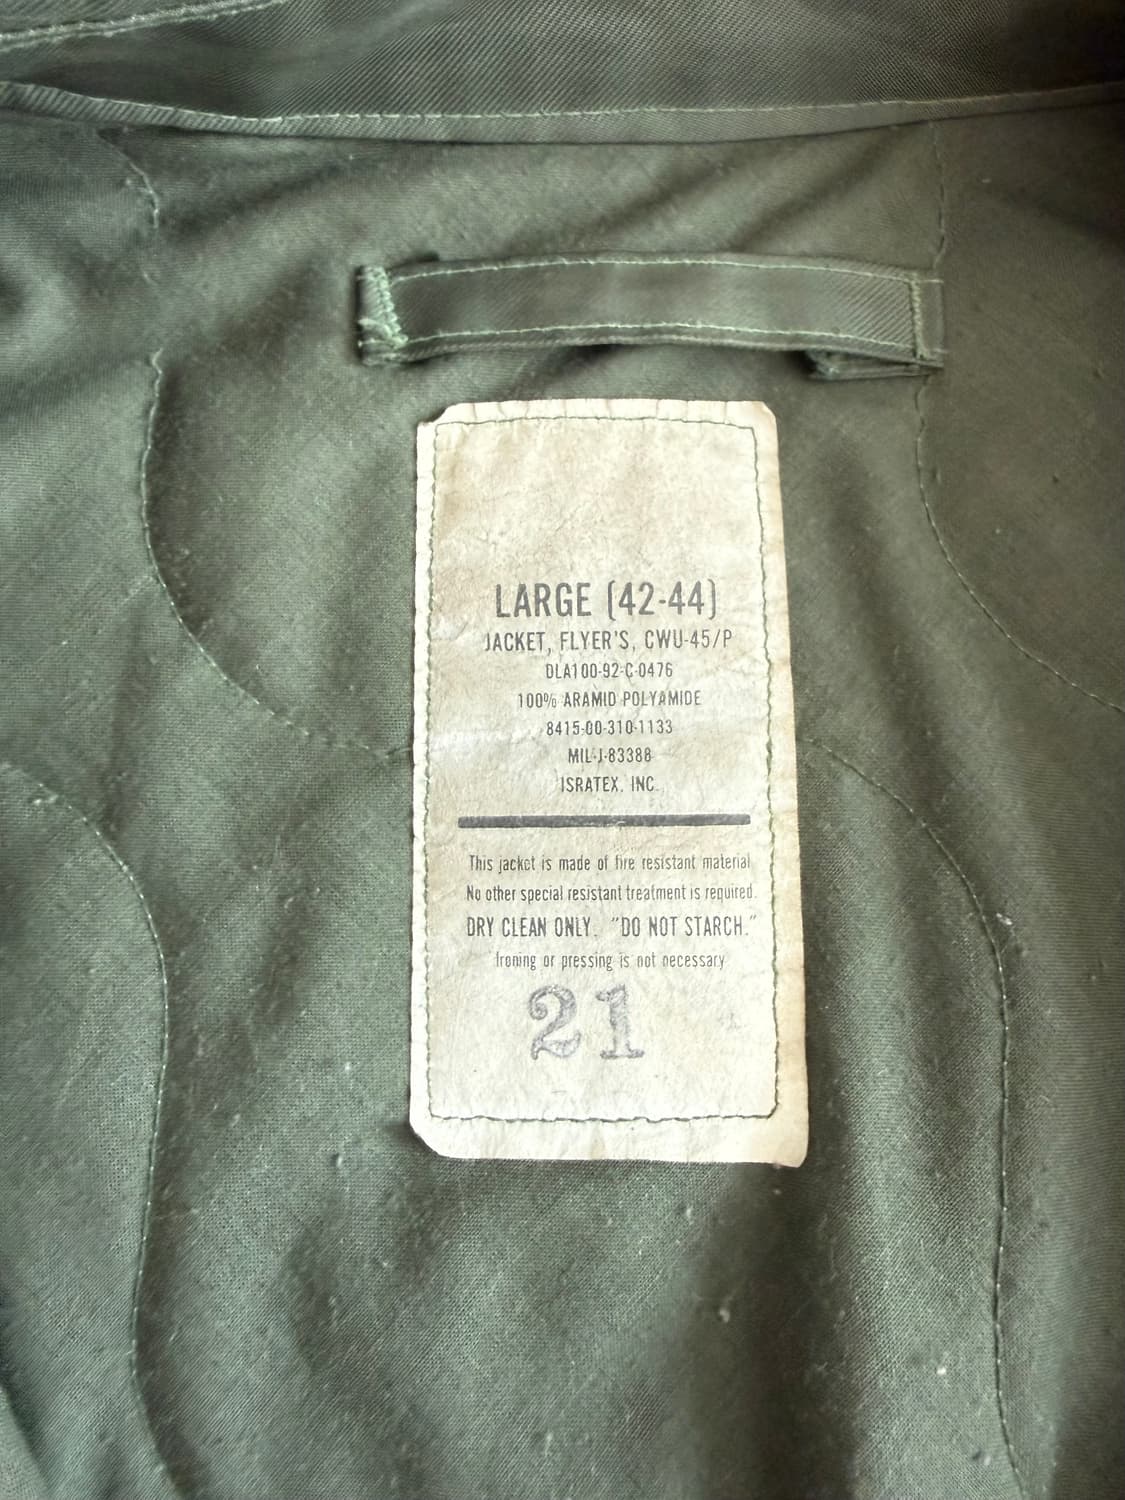 LARGE (42-44)
JACKET, FLYER'S, CWU-45/P
DLA100-92-C-0476
100% ARAMID POLYAMIDE
8415-00-310-1133
MIL-J-83388
ISRATEX, INC.
This jacket is made of fire resistant material
No other special resistant treatment is required.
DRY CLEAN ONLY. "DO NOT STARCH."
Ironing or pressing is not necessary
21